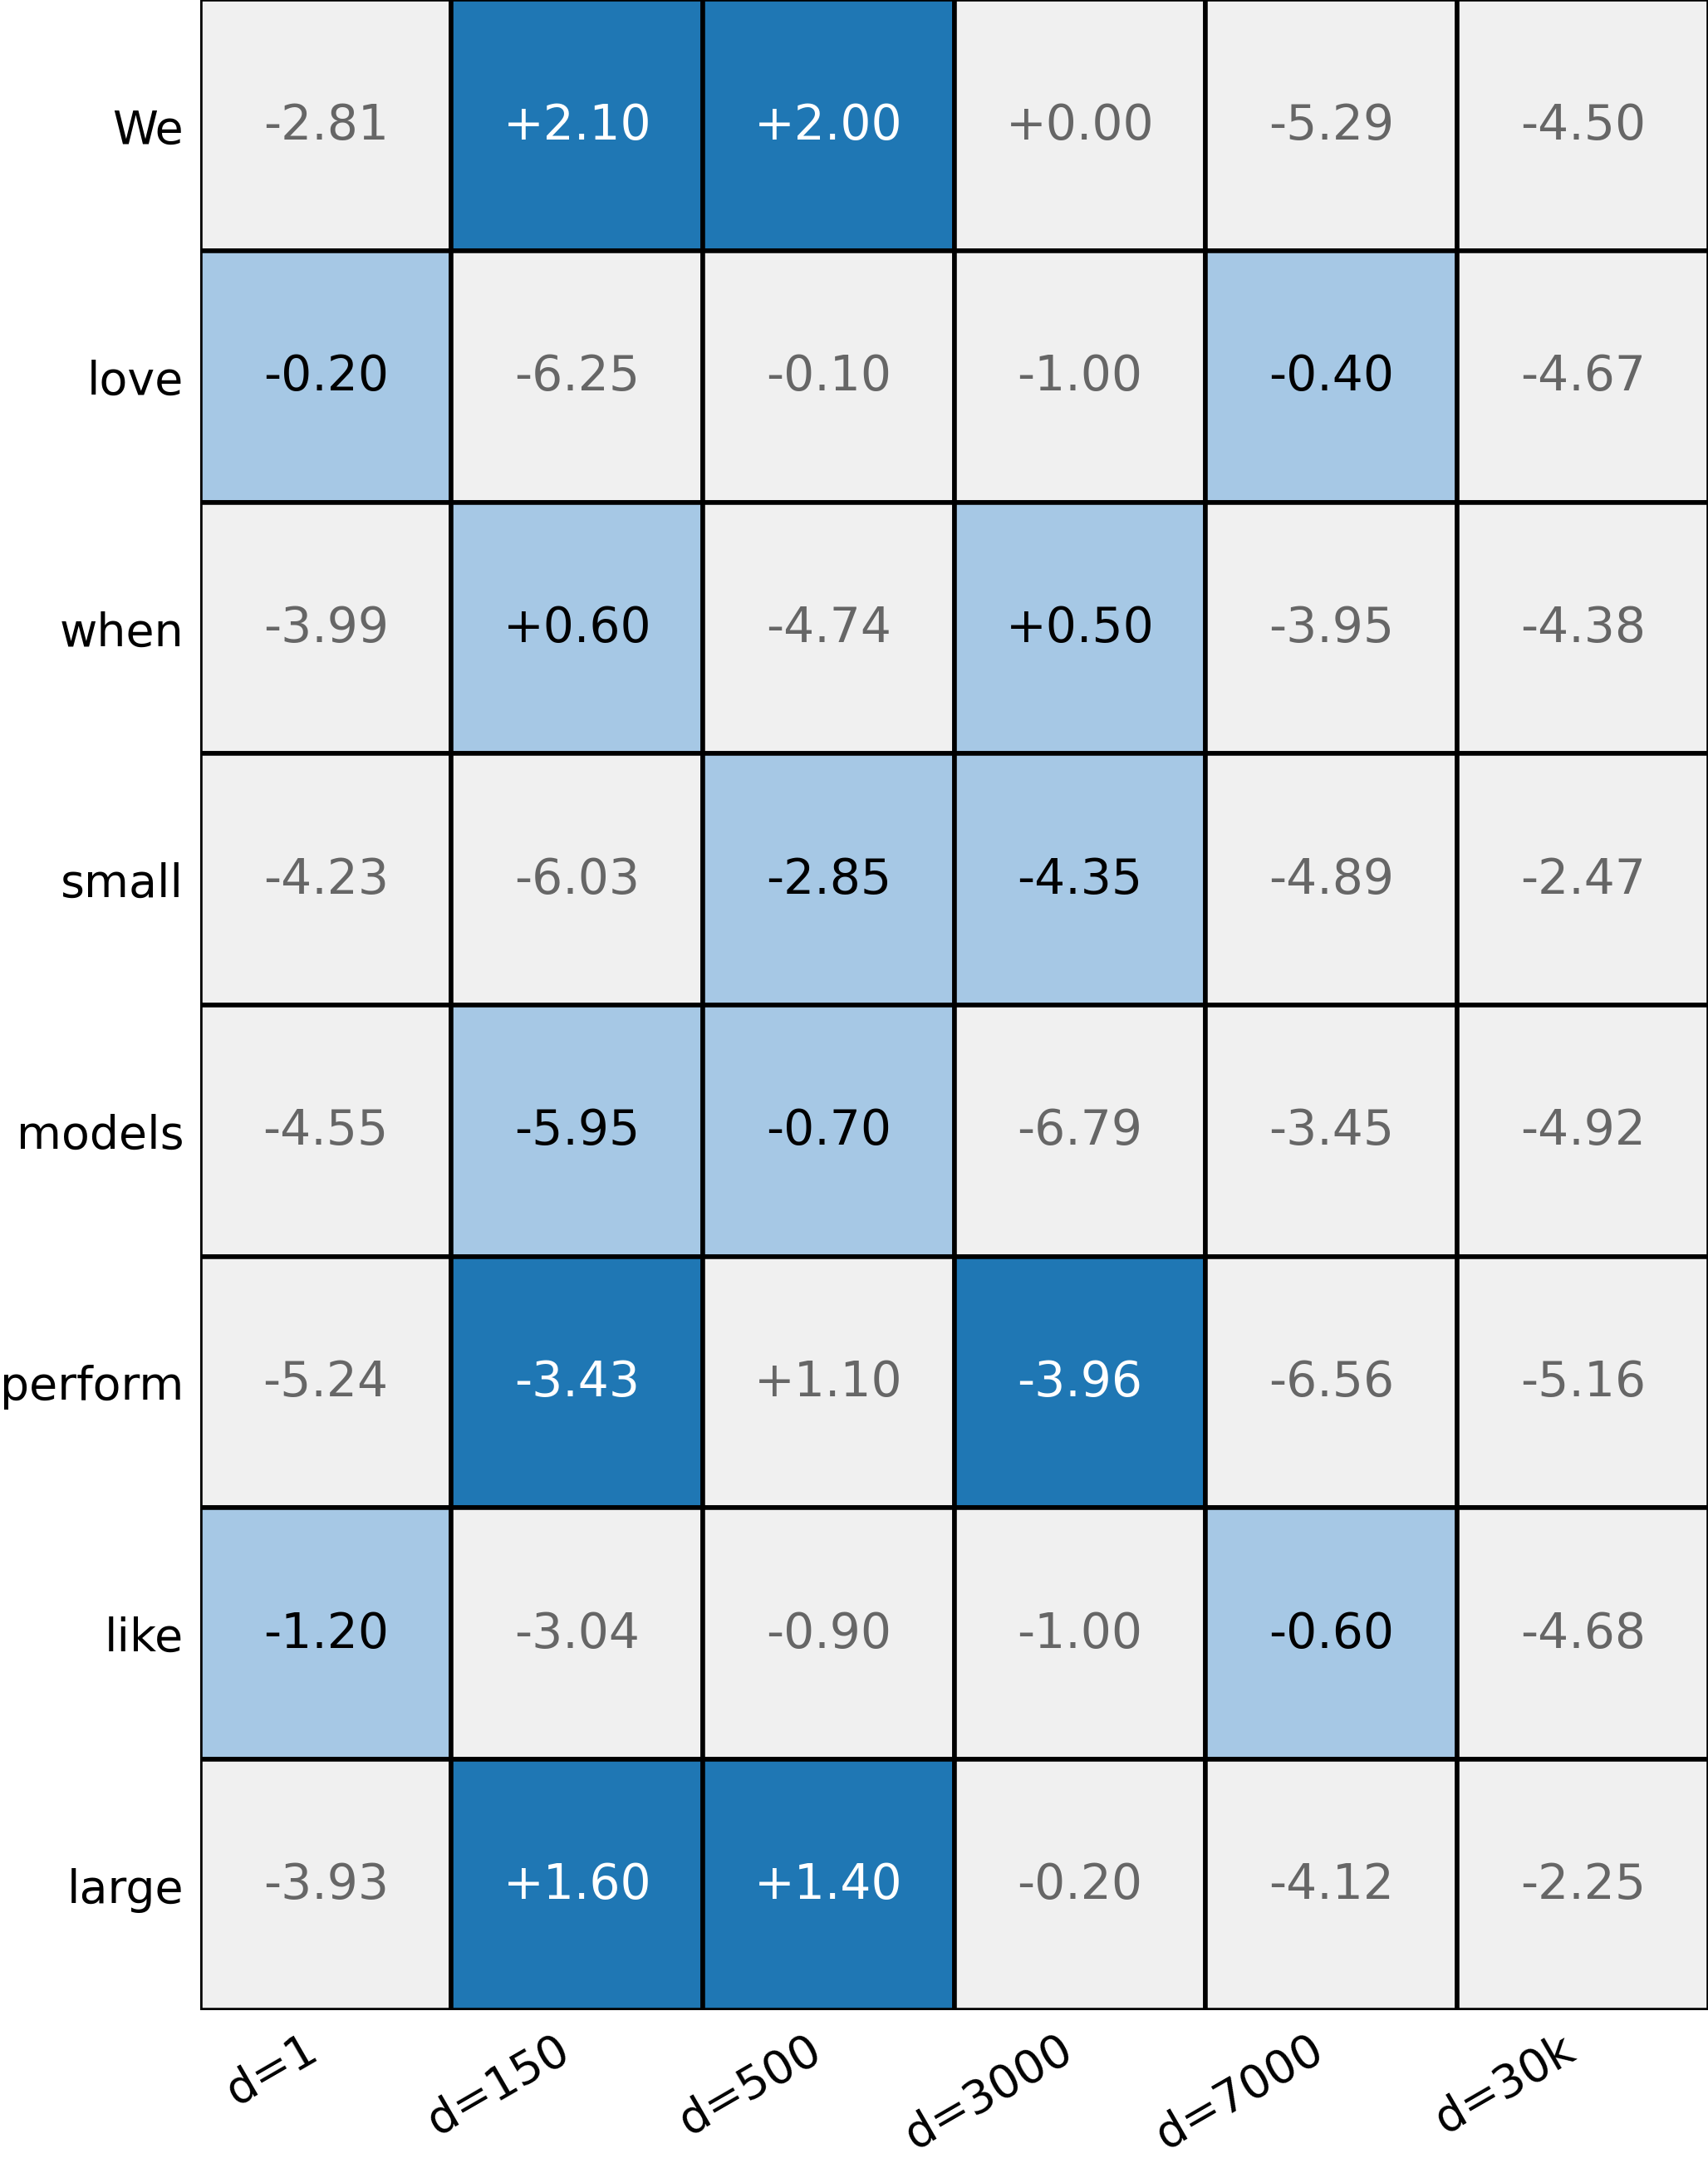 We -2.81 +2.10 +2.00 +0.00 -5.29 -4.50
love -0.20 -6.25 -0.10 -1.00 -0.40 -4.67
when -3.99 +0.60 -4.74 +0.50 -3.95 -4.38
small -4.23 -6.03 -2.85 -4.35 -4.89 -2.47
models -4.55 -5.95 -0.70 -6.79 -3.45 -4.92
perform -5.24 -3.43 +1.10 -3.96 -6.56 -5.16
like -1.20 -3.04 -0.90 -1.00 -0.60 -4.68
large -3.93 +1.60 +1.40 -0.20 -4.12 -2.25
d=1 d=150 d=500 d=3000 d=7000 d=30k